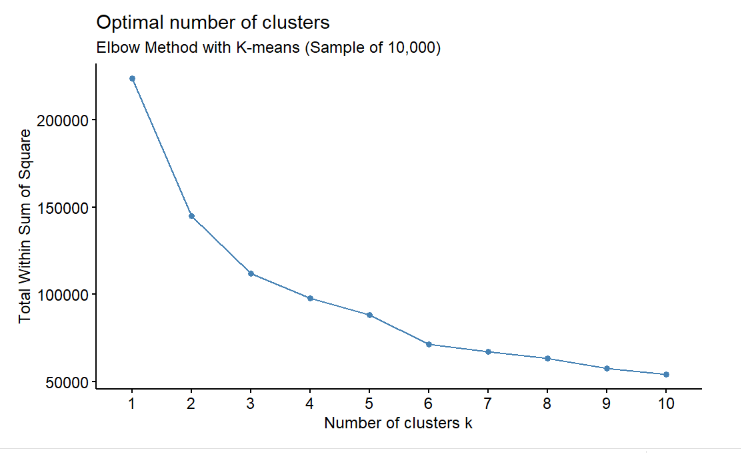 Optimal number of clusters
Elbow Method with K-means (Sample of 10,000)
Total Within Sum of Square
200000
150000
100000
50000
1 2 3 4 5 6 7 8 9 10
Number of clusters k